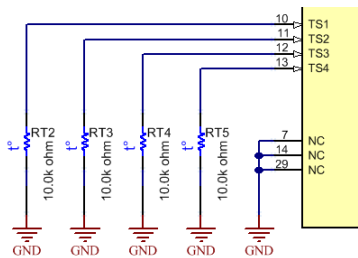 10 TS1
11 TS2
12 TS3
13 TS4
t° RT2 10.0k ohm
t° RT3 10.0k ohm
t° RT4 10.0k ohm
t° RT5 10.0k ohm
7 NC
14 NC
29 NC
GND GND GND GND GND